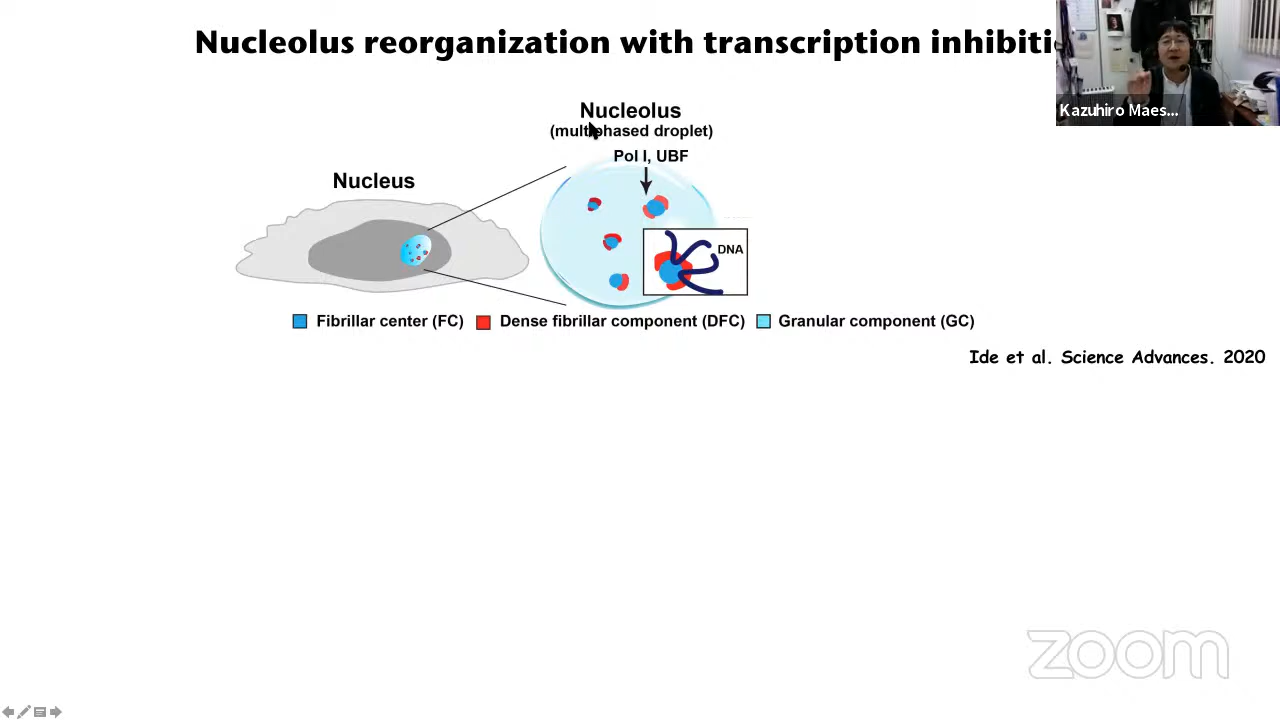 Nucleolus reorganization with transcription inhibiti
Kazuhiro Maes...
Nucleolus
(multiphased droplet)
Pol I, UBF
Nucleus
DNA
Fibrillar center (FC) Dense fibrillar component (DFC) Granular component (GC)
Ide et al. Science Advances. 2020
zoom